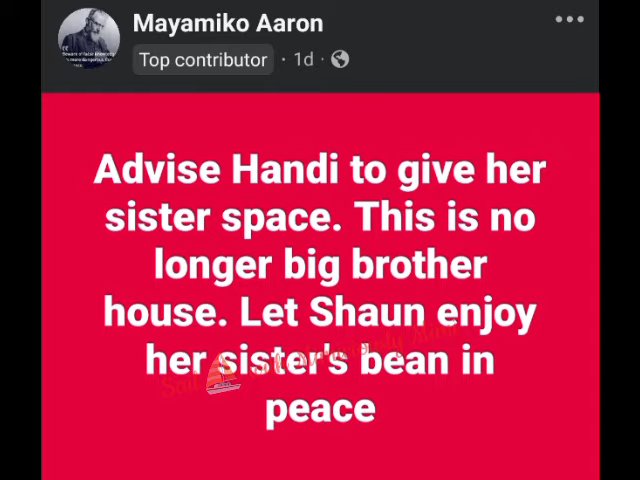 Mayamiko Aaron
Top contributor · 1d ·
Advise Handi to give her
sister space. This is no
longer big brother
house. Let Shaun enjoy
her sister's bean in
peace